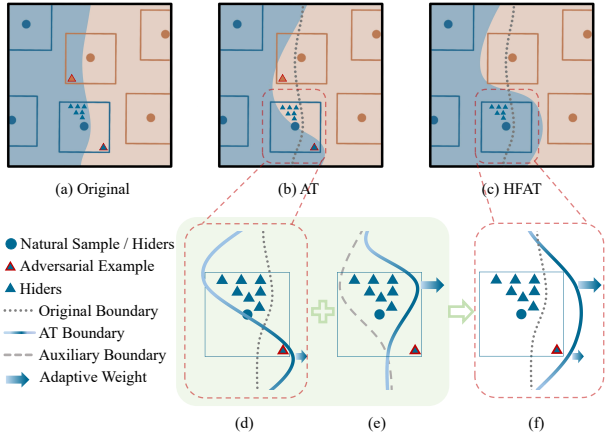 (a) Original
(b) AT
(c) HFAT
Natural Sample / Hiders
Adversarial Example
Hiders
Original Boundary
AT Boundary
Auxiliary Boundary
Adaptive Weight
(d)
(e)
(f)